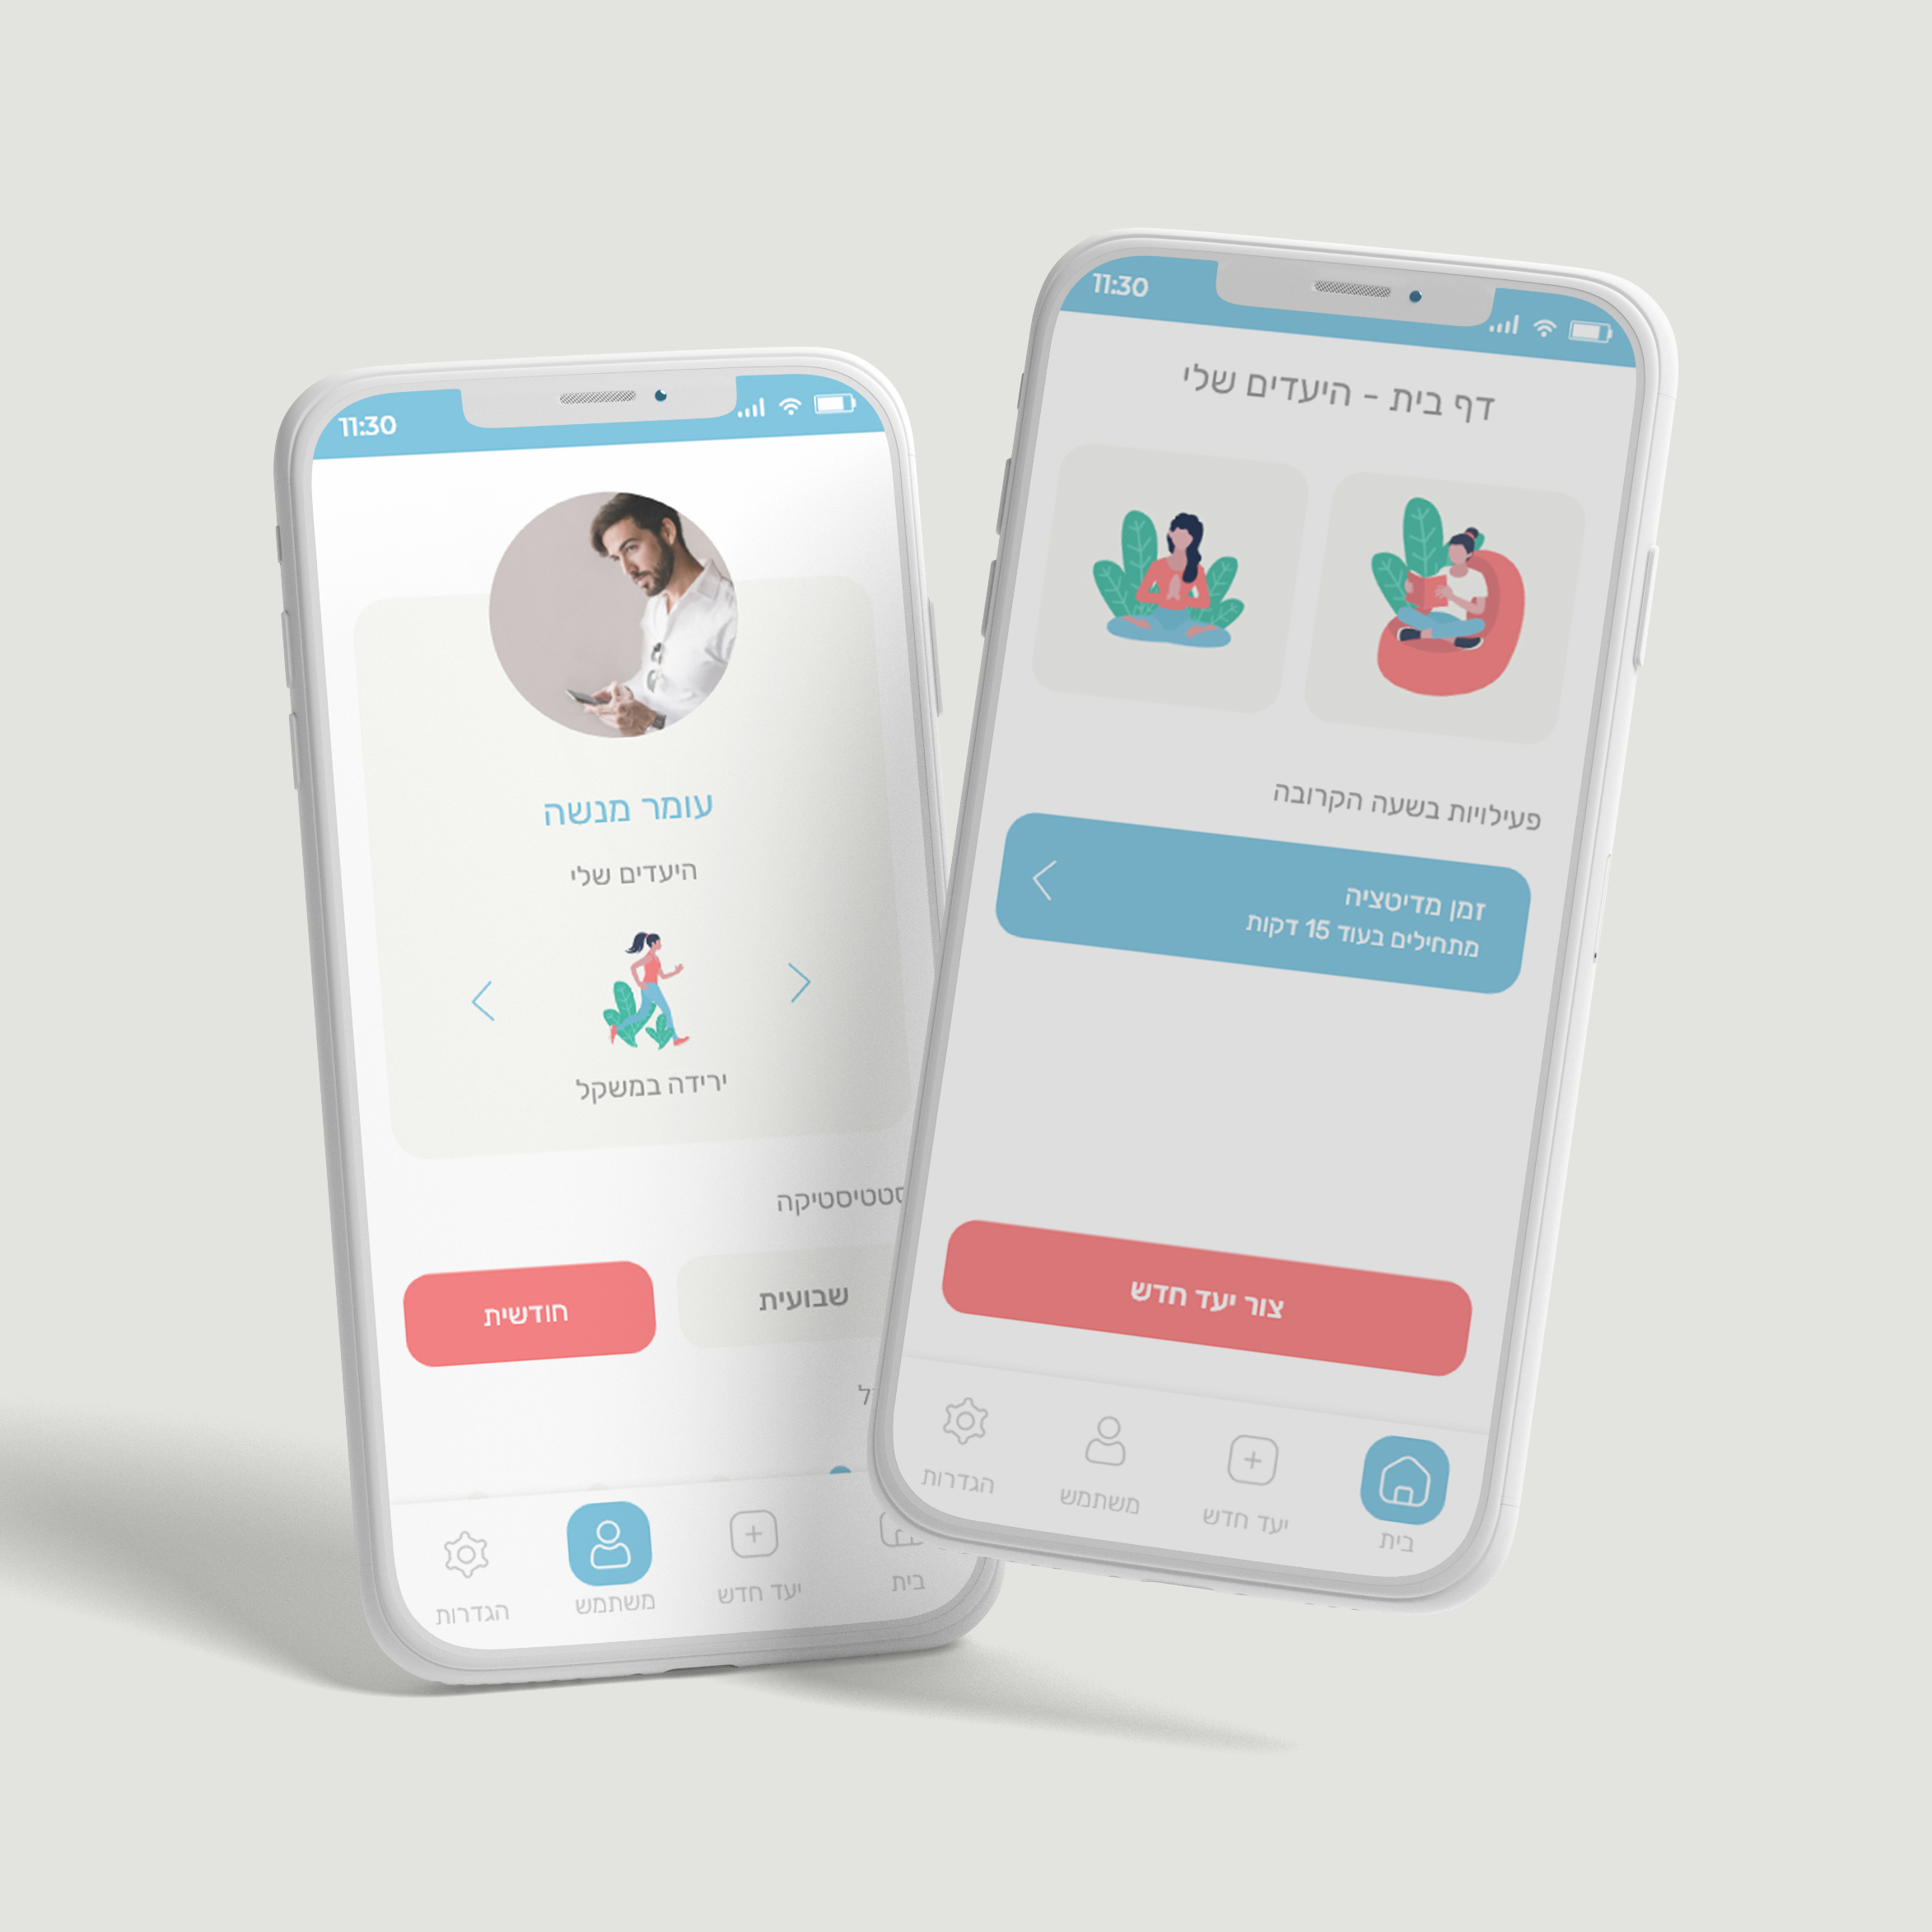 11:30
עומר מנשה
היעדים שלי
ירידה במשקל
סטטיסטיקה
שבועית
חודשית
בית
יעד חדש
משתמש
הגדרות
11:30
דף בית - היעדים שלי
פעילויות בשעה הקרובה
זמן מדיטציה
מתחילים בעוד 15 דקות
צור יעד חדש
בית
יעד חדש
משתמש
הגדרות